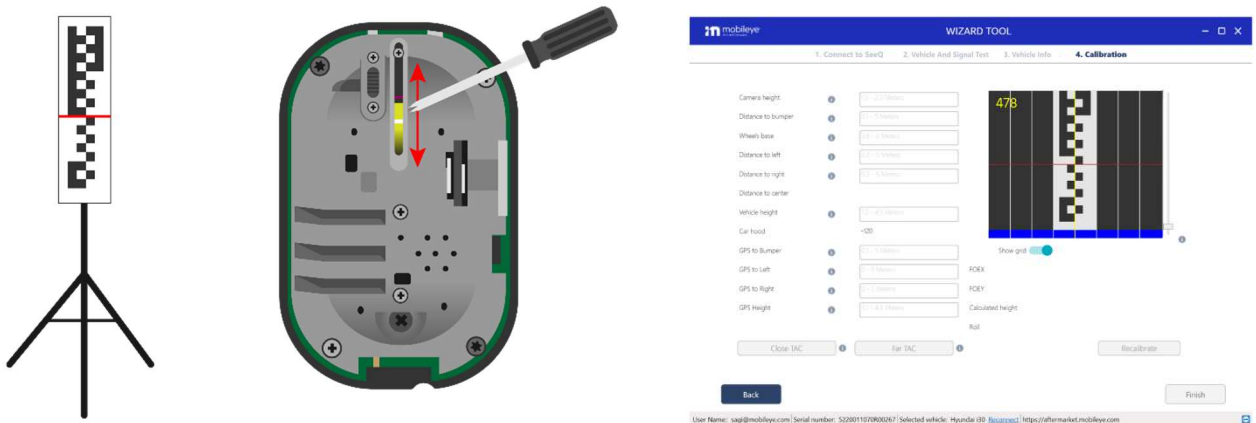 mobileye
WIZARD TOOL
1. Connect to SeeQ 2. Vehicle And Signal Test 3. Vehicle Info 4. Calibration
Camera height
Distance to bumper
Wheels base
Distance to left
Distance to right
Distance to center
Vehicle height
Car hood -120
GPS to Bumper
GPS to Left
GPS to Right
GPS Height
478
Show grid
FOEX
FOEY
Calculated height
Roll
Close TAC Far TAC Recalibrate
Back Finish
User Name: sagi@mobileye.com Serial number: S220011070R00267 Selected vehicle: Hyundai i30 Reconnect https://aftermarket.mobileye.com